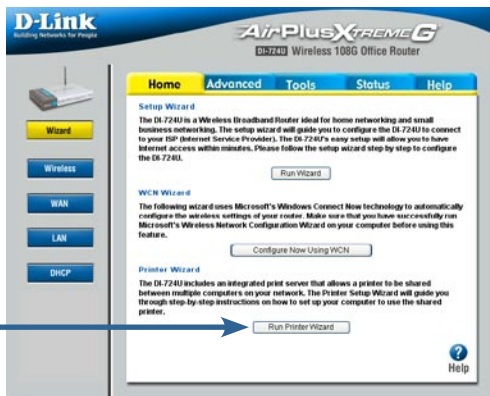 D-Link
Building Networks for People
AirPlus XTREME G
DI-724U Wireless 108G Office Router
Home Advanced Tools Status Help
Wizard
Wireless
WAN
LAN
DHCP
Setup Wizard
The DI-724U is a Wireless Broadband Router ideal for home networking and small
business networking. The setup wizard will guide you to configure the DI-724U to connect
to your ISP (Internet Service Provider). The DI-724U's easy setup will allow you to have
Internet access within minutes. Please follow the setup wizard step by step to configure
the DI-724U.
Run Wizard
WCN Wizard
The following wizard uses Microsoft's Windows Connect Now technology to automatically
configure the wireless settings of your router. Make sure that you have successfully run
Microsoft's Wireless Network Configuration Wizard on your computer before using this
feature.
Configure Now Using WCN
Printer Wizard
The DI-724U includes an integrated print server that allows a printer to be shared
between multiple computers on your network. The Printer Setup Wizard will guide you
through step-by-step instructions on how to set up your computer to use the shared
printer.
Run Printer Wizard
Help